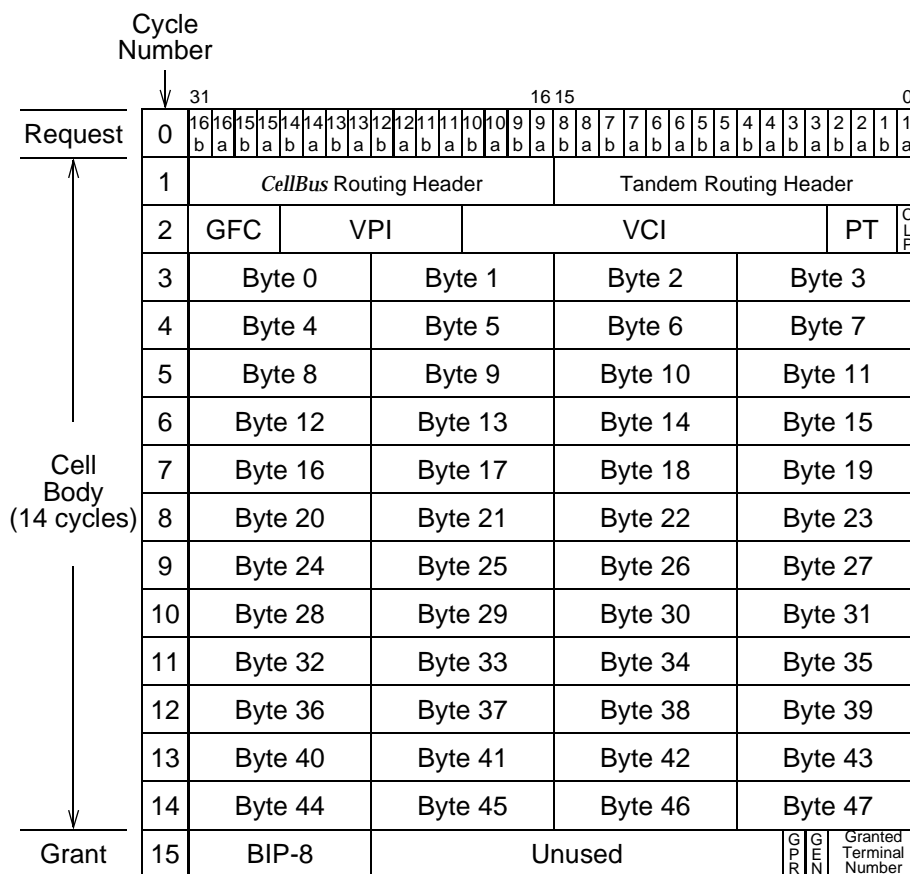 Cycle
Number
31 16 15 0
Request 0 16 b 16 a 15 b 15 a 14 b 14 a 13 b 13 a 12 b 12 a 11 b 11 a 10 b 10 a 9 b 9 a 8 b 8 a 7 b 7 a 6 b 6 a 5 b 5 a 4 b 4 a 3 b 3 a 2 b 2 a 1 b 1 a
1 CellBus Routing Header Tandem Routing Header
2 GFC VPI VCI PT CLP
3 Byte 0 Byte 1 Byte 2 Byte 3
4 Byte 4 Byte 5 Byte 6 Byte 7
5 Byte 8 Byte 9 Byte 10 Byte 11
6 Byte 12 Byte 13 Byte 14 Byte 15
Cell
Body
(14 cycles)
7 Byte 16 Byte 17 Byte 18 Byte 19
8 Byte 20 Byte 21 Byte 22 Byte 23
9 Byte 24 Byte 25 Byte 26 Byte 27
10 Byte 28 Byte 29 Byte 30 Byte 31
11 Byte 32 Byte 33 Byte 34 Byte 35
12 Byte 36 Byte 37 Byte 38 Byte 39
13 Byte 40 Byte 41 Byte 42 Byte 43
14 Byte 44 Byte 45 Byte 46 Byte 47
Grant 15 BIP-8 Unused GPR GEN Granted Terminal Number